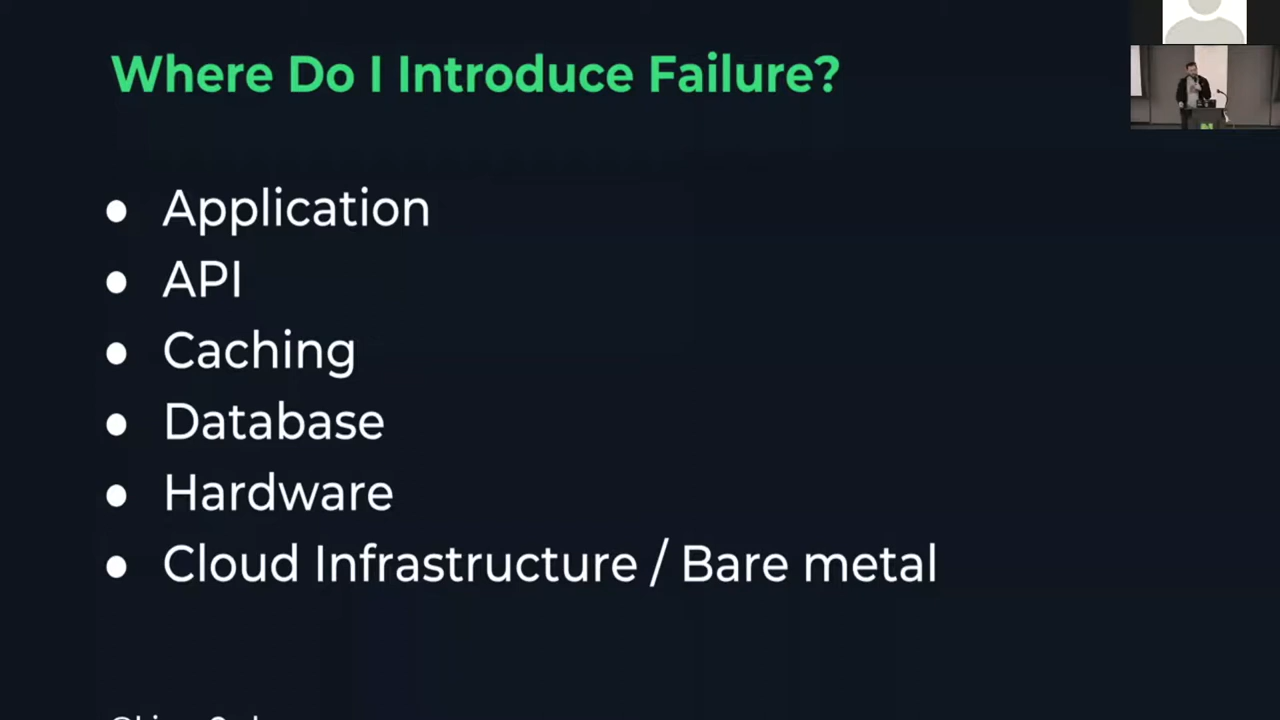 Where Do I Introduce Failure?
Application
API
Caching
Database
Hardware
Cloud Infrastructure / Bare metal